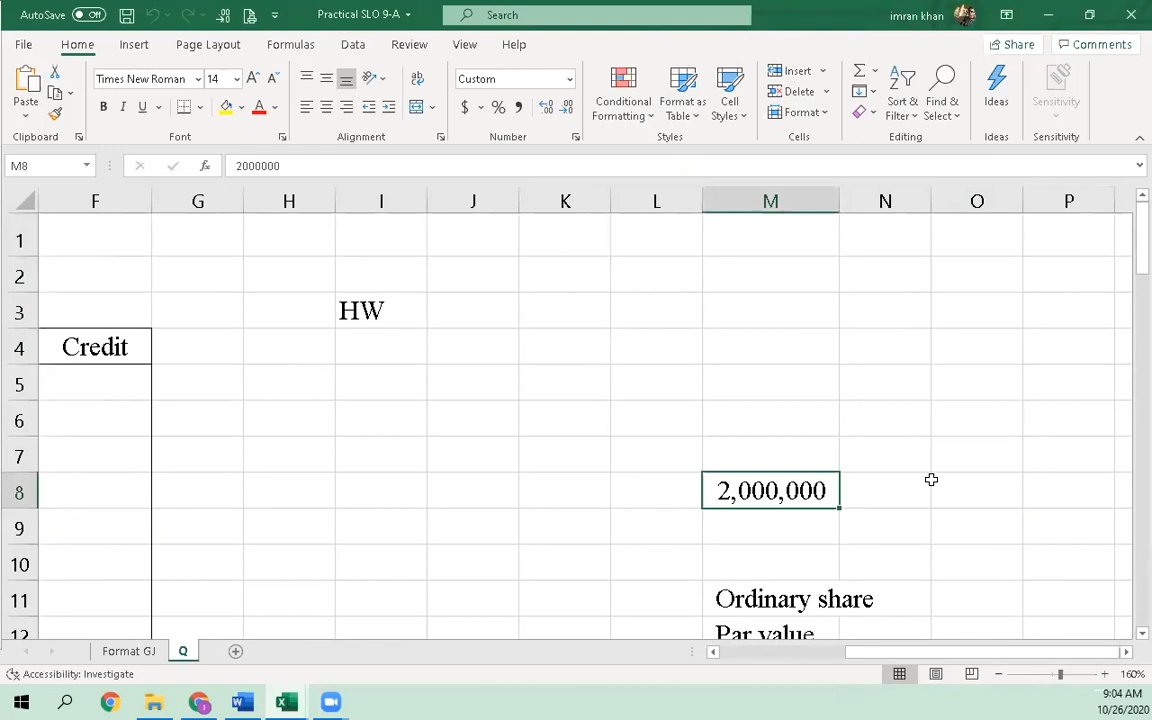 AutoSave Off Practical SLO 9-A Search imran khan
File Home Insert Page Layout Formulas Data Review View Help Share Comments
Times New Roman 14 Custom Insert
Paste B I U A $ % , Conditional Formatting Format as Table Cell Styles Delete Sort & Filter Find & Select Ideas Sensitivity
Format
Clipboard Font Alignment Number Styles Cells Editing Ideas Sensitivity
M8 fx 2000000
F G H I J K L M N O P
1
2
3 HW
4 Credit
5
6
7
8 2,000,000
9
10
11 Ordinary share
12 Par value
Format GJ Q
Accessibility: Investigate 160%
9:04 AM
10/26/2020